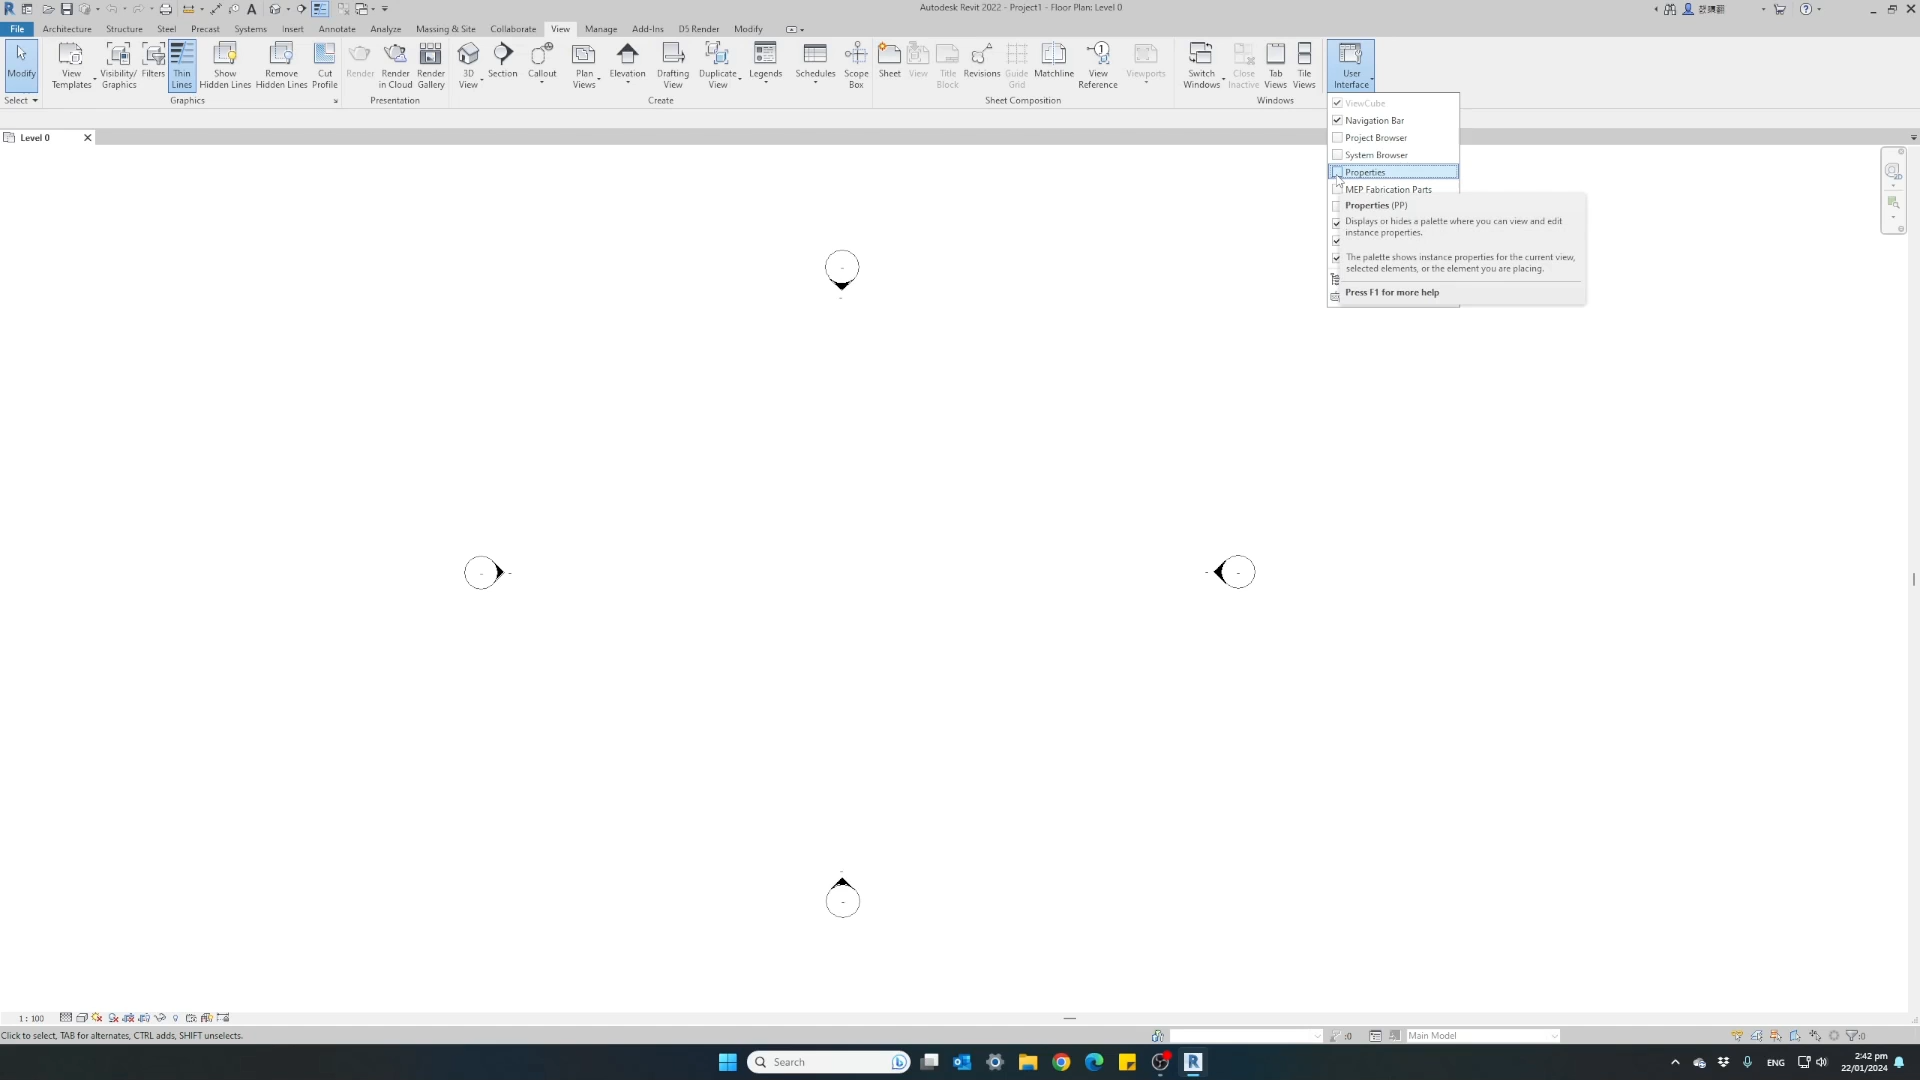 Autodesk Revit 2022 - Project1 - Floor Plan: Level 0
File Architecture Structure Steel Precast Systems Insert Annotate Analyze Massing & Site Collaborate View Manage Add-Ins D5 Render Modify
Modify
View Templates
Visibility/ Graphics
Filters
Thin Lines
Show Hidden Lines
Remove Hidden Lines
Cut Profile
Render
Render in Cloud
Render Gallery
3D View
Section
Callout
Plan Views
Elevation
Drafting View
Duplicate View
Legends
Schedules
Scope Box
Sheet
View
Title Block
Revisions
Guide Grid
Matchline
View Reference
Viewports
Switch Windows
Close Inactive
Tab Views
Tile Views
User Interface
Select Graphics Presentation Create Sheet Composition Windows
Level 0
ViewCube
Navigation Bar
Project Browser
System Browser
Properties
MEP Fabrication Parts
Properties (PP)
Displays or hides a palette where you can view and edit
instance properties.
The palette shows instance properties for the current view,
selected elements, or the element you are placing.
Press F1 for more help
1 : 100
Click to select, TAB for alternates, CTRL adds, SHIFT unselects.
:0
Main Model
:0
Search
ENG
2:42 pm
22/01/2024